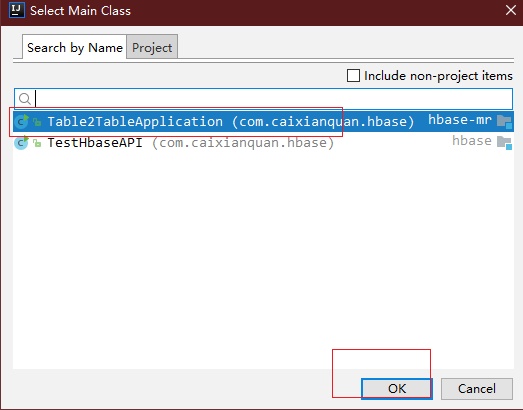 Select Main Class
Search by Name Project
Include non-project items
Table2TableApplication (com.caixianquan.hbase) hbase-mr
TestHbaseAPI (com.caixianquan.hbase) hbase
OK Cancel